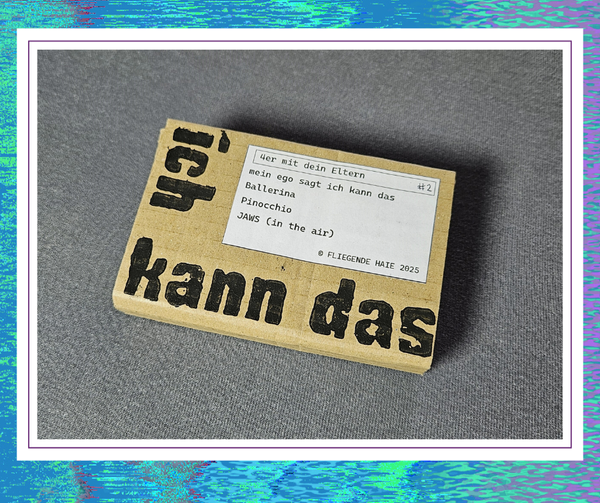 ich
kann das
4er mit dein Eltern
#2
mein ego sagt ich kann das
Ballerina
Pinocchio
JAWS (in the air)
© FLIEGENDE HAIE 2025